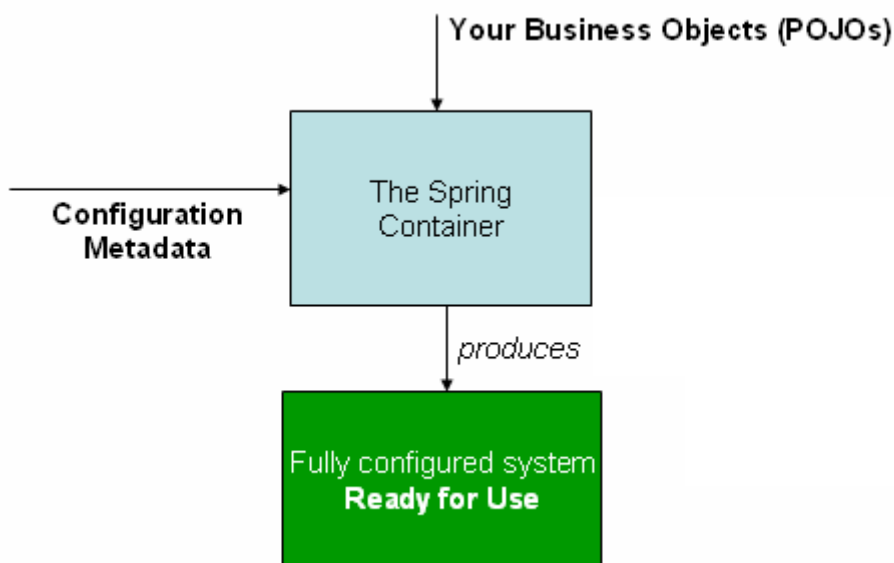 Your Business Objects (POJOs)
The Spring
Container
Configuration
Metadata
produces
Fully configured system
Ready for Use